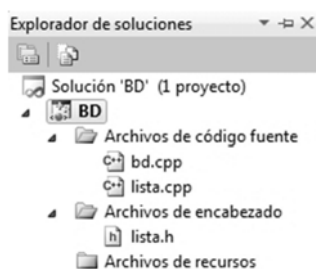 Explorador de soluciones
Solución 'BD' (1 proyecto)
BD
Archivos de código fuente
C++ bd.cpp
C++ lista.cpp
Archivos de encabezado
h lista.h
Archivos de recursos